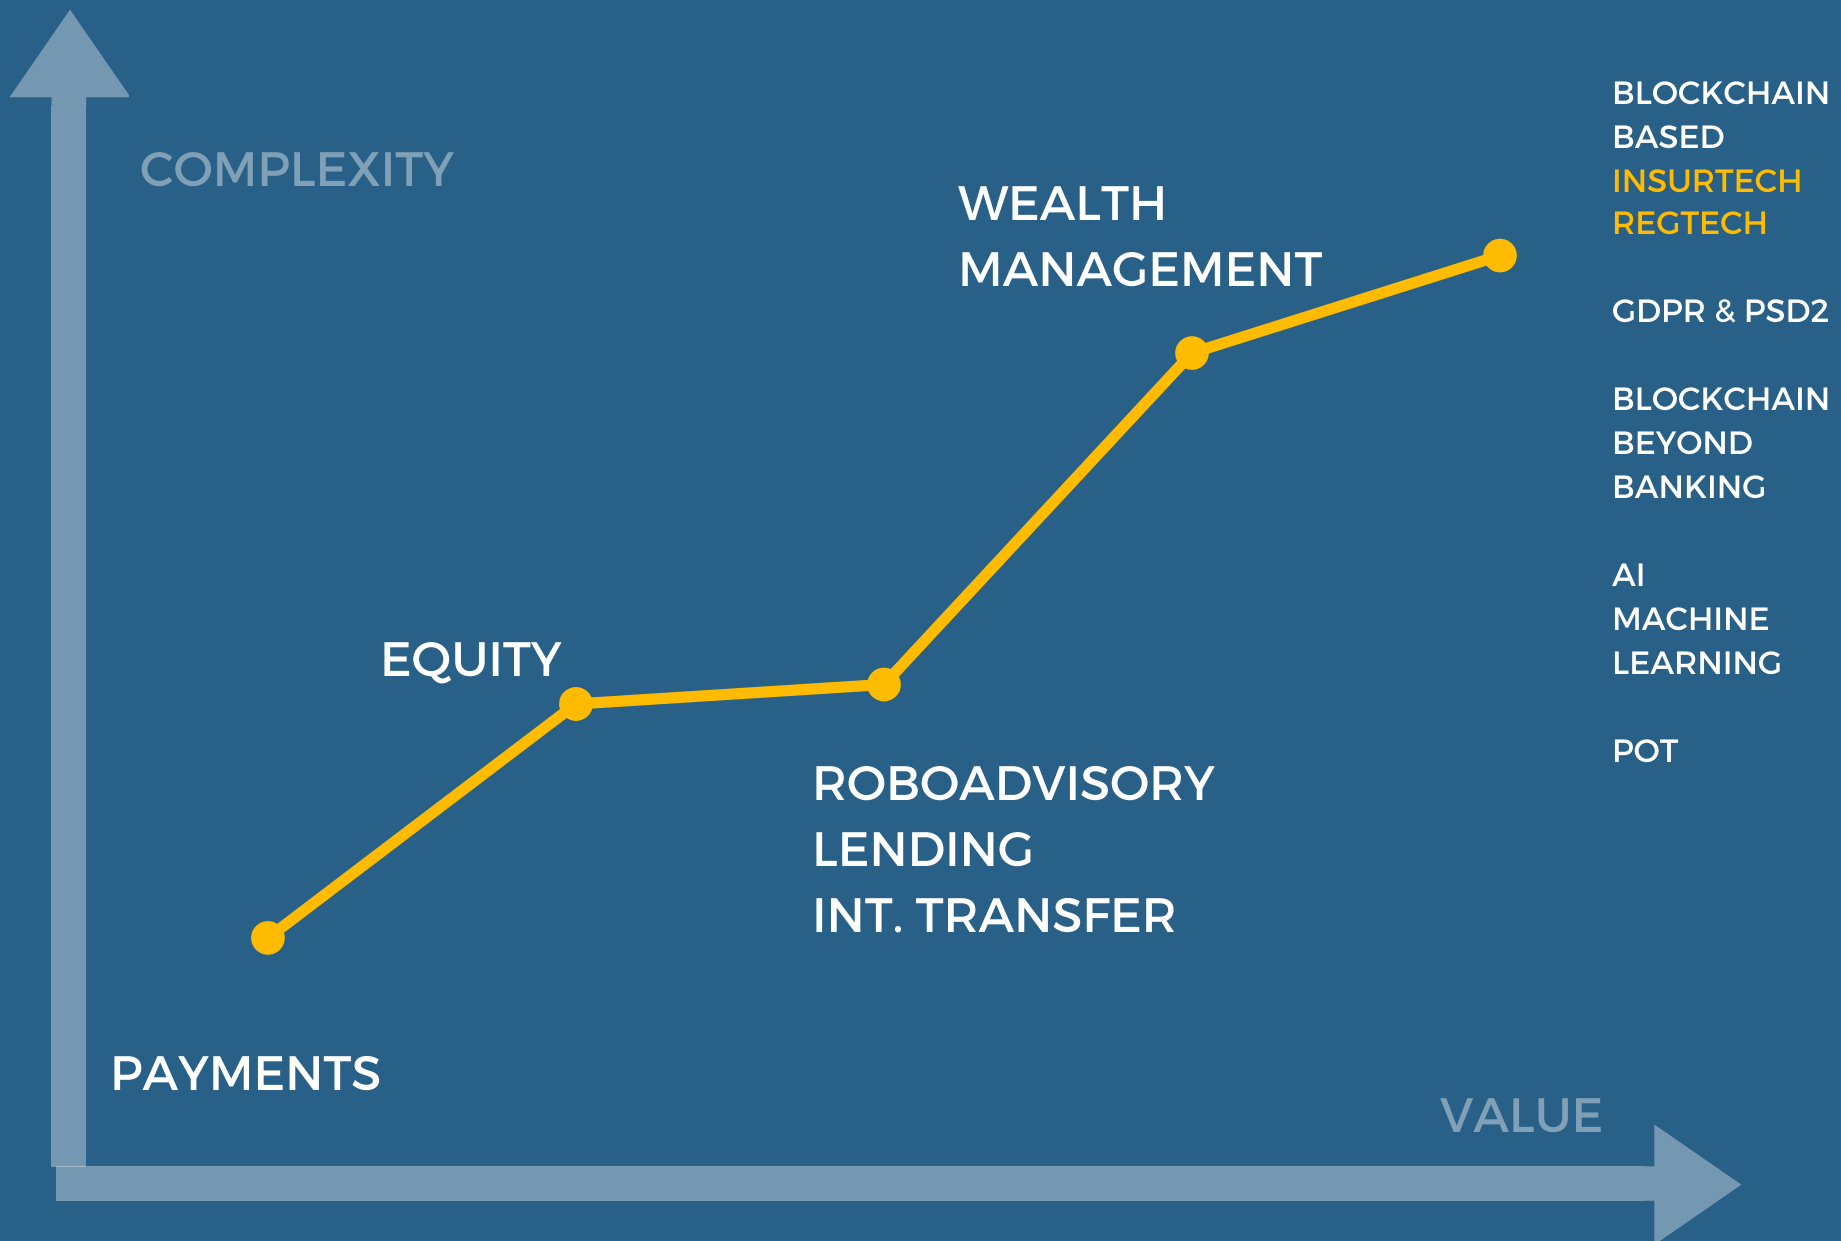 COMPLEXITY
WEALTH
MANAGEMENT
EQUITY
ROBOADVISORY
LENDING
INT. TRANSFER
PAYMENTS
VALUE
BLOCKCHAIN
BASED
INSURTECH
REGTECH
GDPR & PSD2
BLOCKCHAIN
BEYOND
BANKING
AI
MACHINE
LEARNING
POT